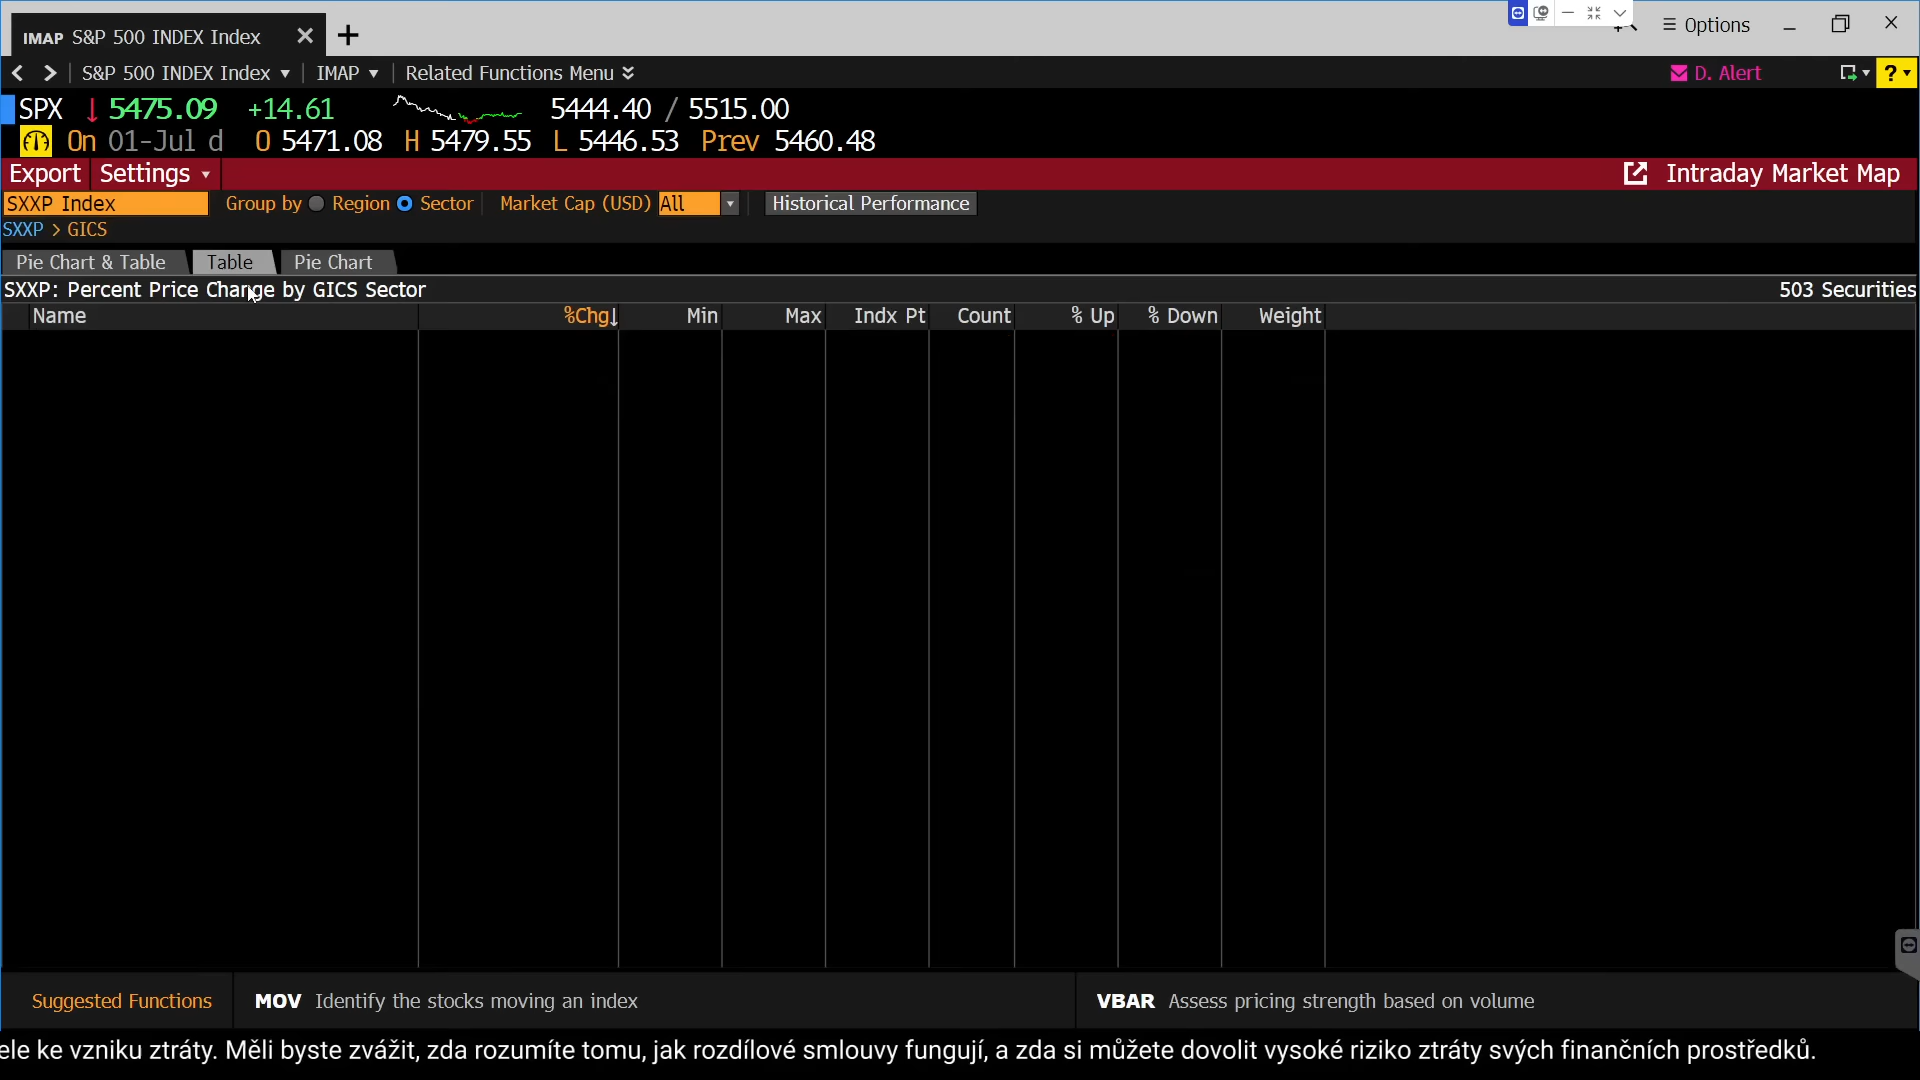 IMAP S&P 500 INDEX Index
Options
S&P 500 INDEX Index IMAP Related Functions Menu D. Alert ?
SPX ↓ 5475.09 +14.61 5444.40 / 5515.00
On 01-Jul d O 5471.08 H 5479.55 L 5446.53 Prev 5460.48
Export Settings Intraday Market Map
SXXP Index Group by Region Sector Market Cap (USD) All Historical Performance
SXXP > GICS
Pie Chart & Table Table Pie Chart
SXXP: Percent Price Change by GICS Sector 503 Securities
Name %Chg↓ Min Max Indx Pt Count % Up % Down Weight
Suggested Functions MOV Identify the stocks moving an index VBAR Assess pricing strength based on volume
ele ke vzniku ztráty. Měli byste zvážit, zda rozumíte tomu, jak rozdílové smlouvy fungují, a zda si můžete dovolit vysoké riziko ztráty svých finančních prostředků.